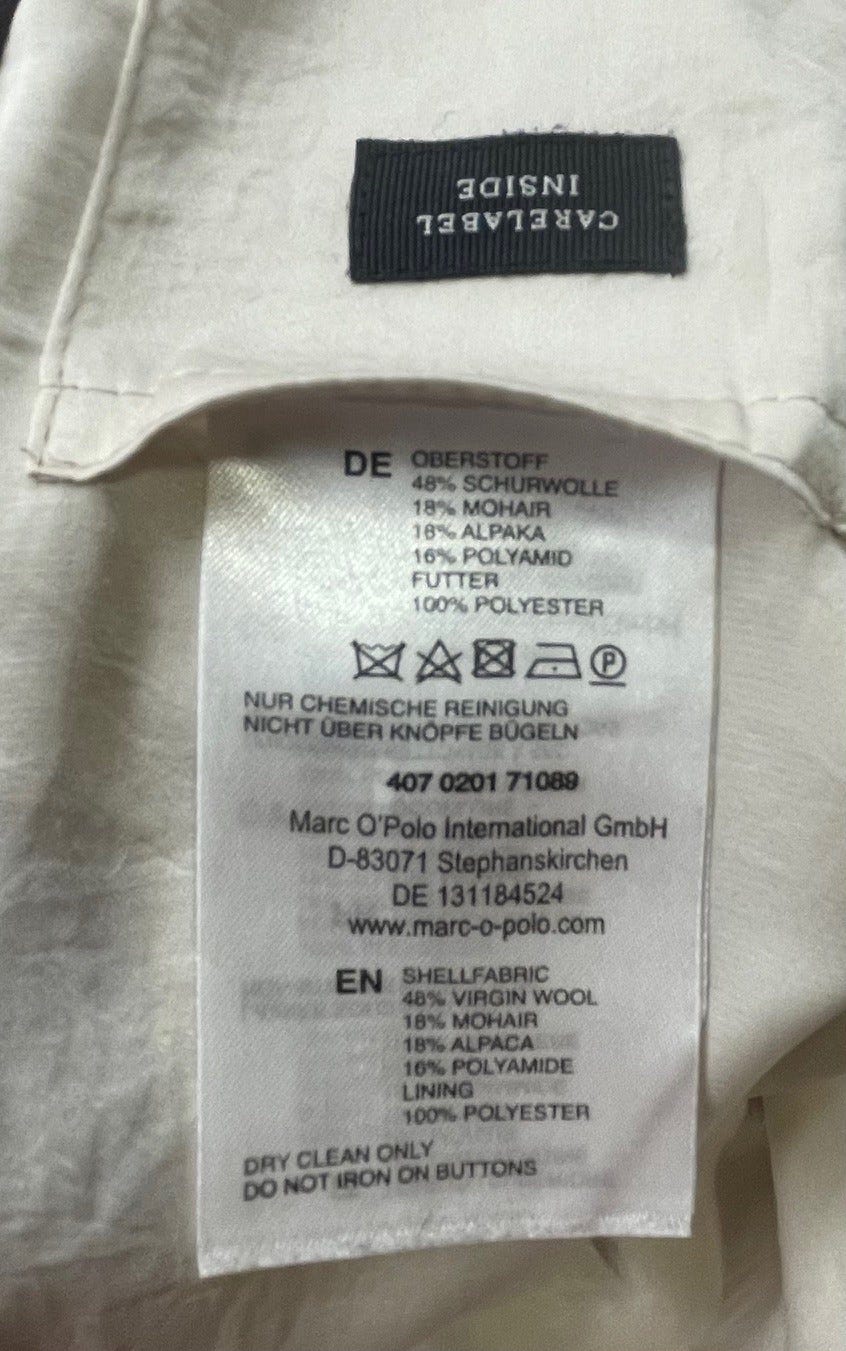 CARELABEL
INSIDE
DE OBERSTOFF
48% SCHURWOLLE
18% MOHAIR
18% ALPAKA
16% POLYAMID
FUTTER
100% POLYESTER
P
NUR CHEMISCHE REINIGUNG
NICHT ÜBER KNÖPFE BÜGELN
407 0201 71089
Marc O'Polo International GmbH
D-83071 Stephanskirchen
DE 131184524
www.marc-o-polo.com
EN SHELLFABRIC
48% VIRGIN WOOL
18% MOHAIR
18% ALPACA
16% POLYAMIDE
LINING
100% POLYESTER
DRY CLEAN ONLY
DO NOT IRON ON BUTTONS